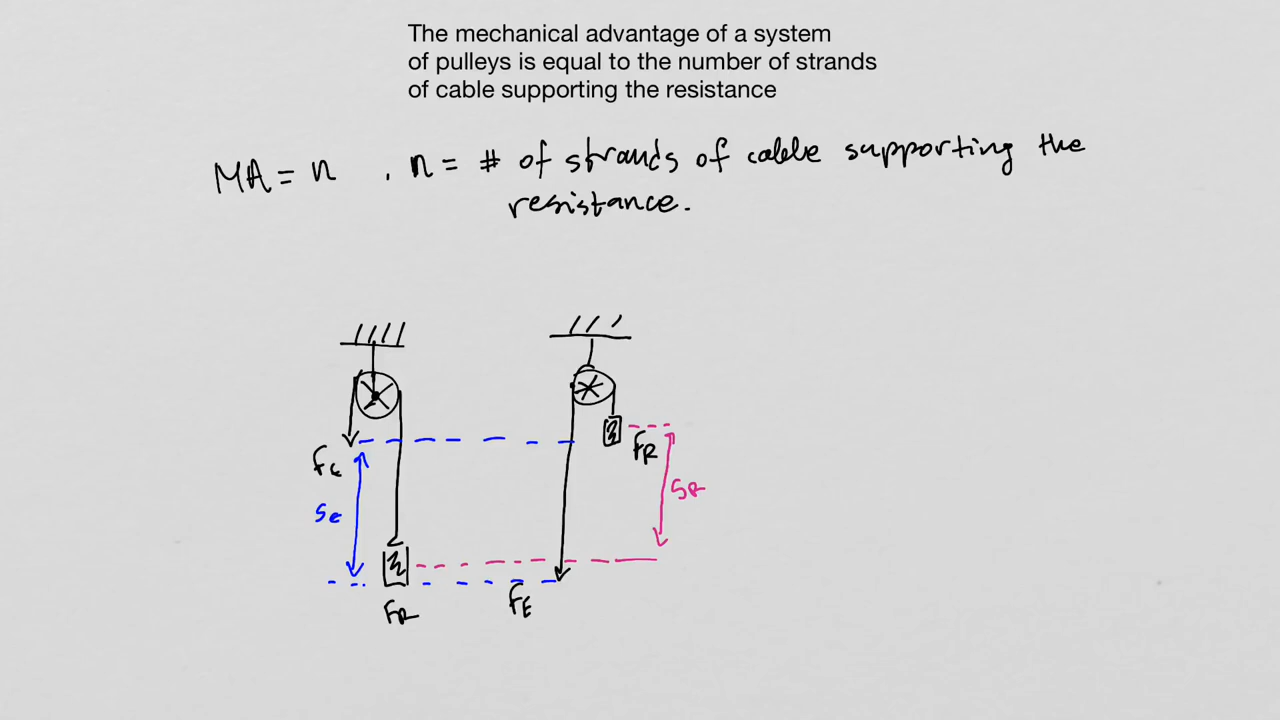 The mechanical advantage of a system
of pulleys is equal to the number of strands
of cable supporting the resistance
MA = n , n = # of strands of cable supporting the
resistance.
FE
FR
Se
SR
FR
FE